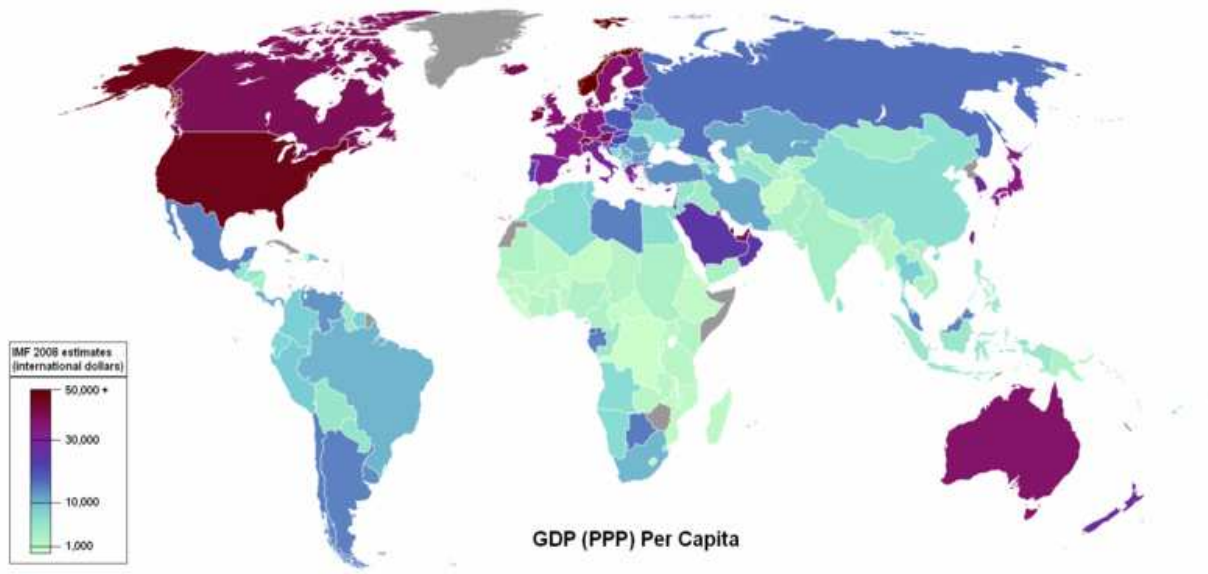 IMF 2008 estimates
(international dollars)
50,000 +
30,000
10,000
1,000
GDP (PPP) Per Capita